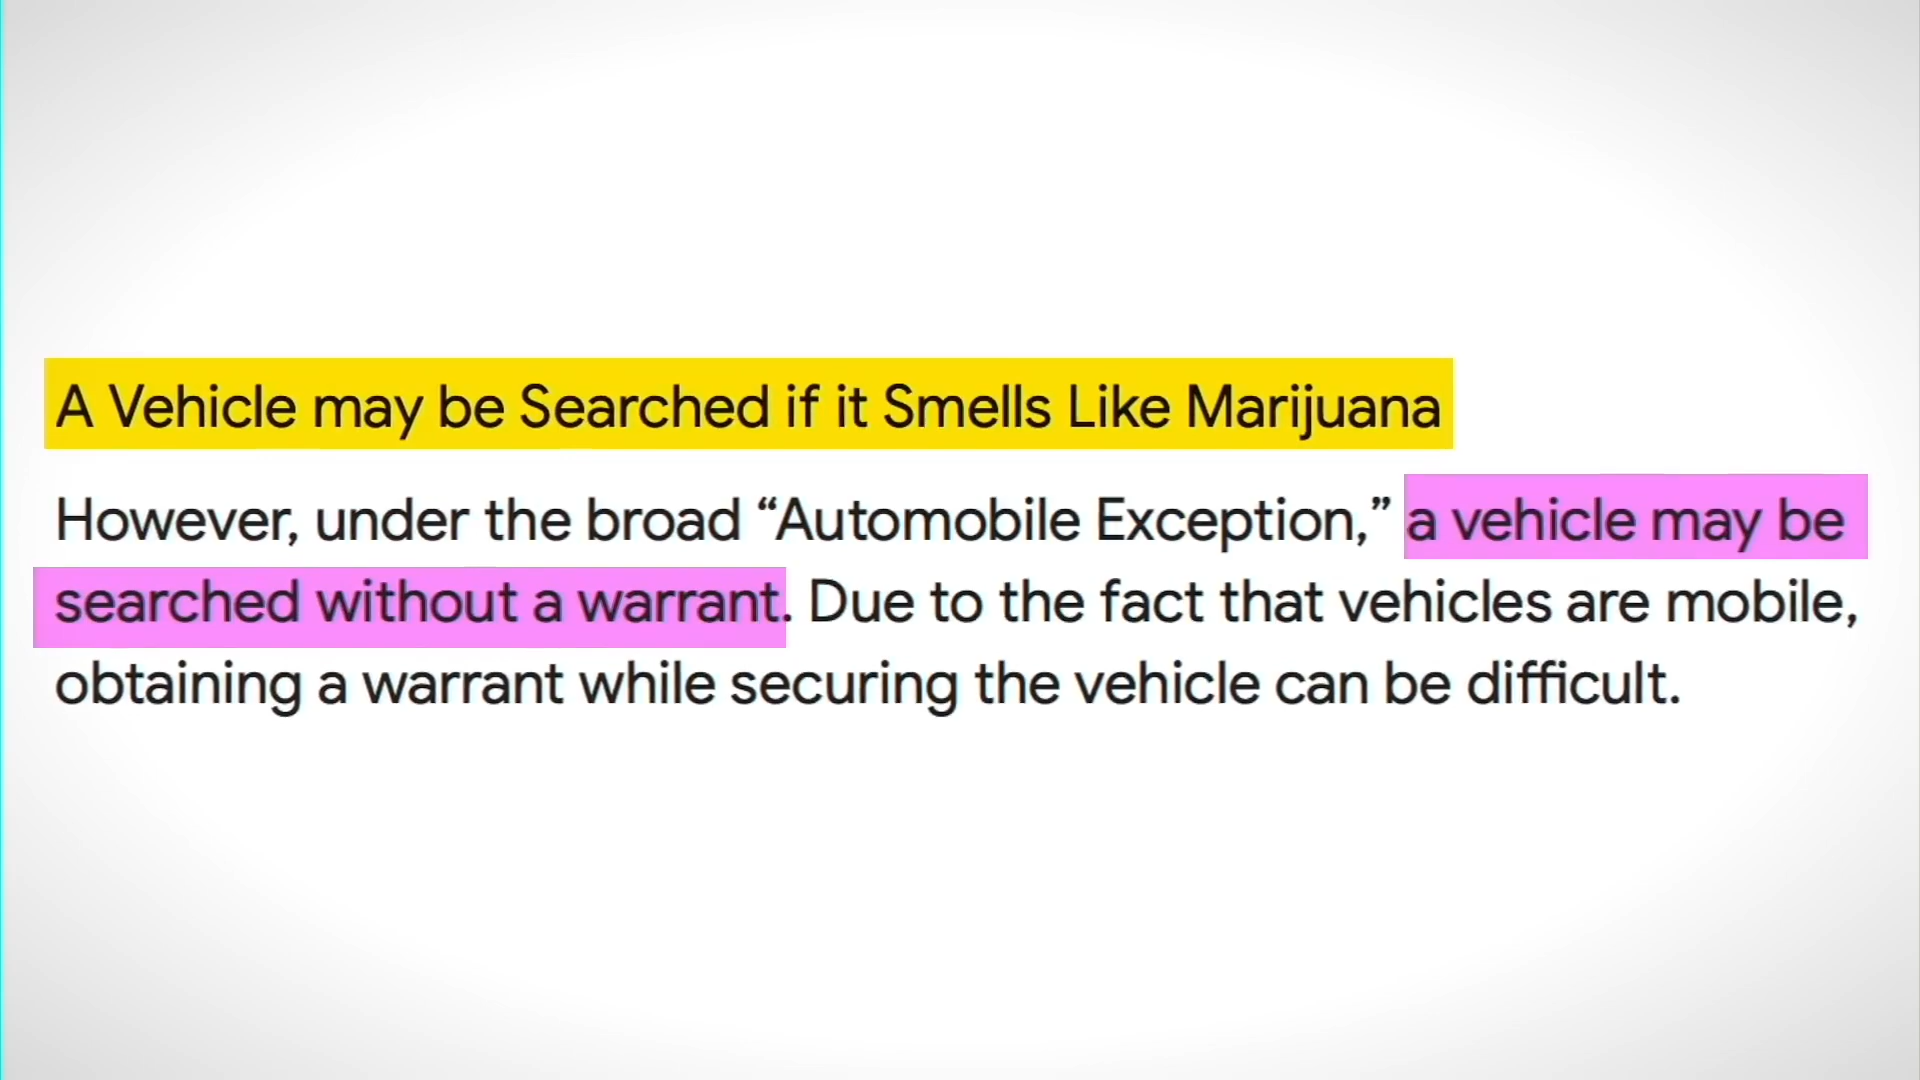 A Vehicle may be Searched if it Smells Like Marijuana
However, under the broad “Automobile Exception,” a vehicle may be
searched without a warrant. Due to the fact that vehicles are mobile,
obtaining a warrant while securing the vehicle can be difficult.